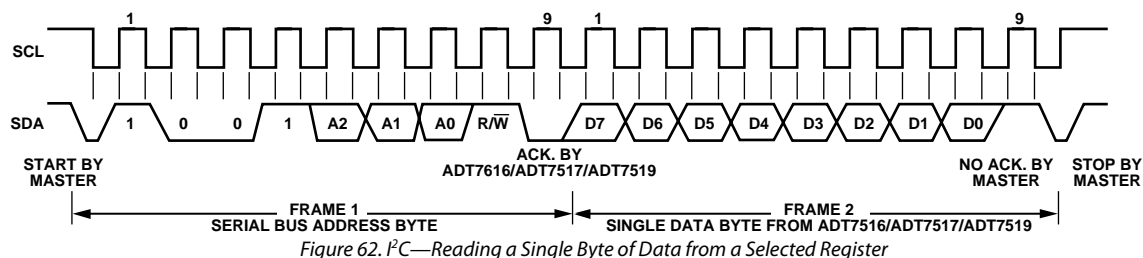 1 9 1 9
SCL
SDA 1 0 0 1 A2 A1 A0 R/W̅ D7 D6 D5 D4 D3 D2 D1 D0
START BY
MASTER
ACK. BY
ADT7616/ADT7517/ADT7519
NO ACK. BY
MASTER
STOP BY
MASTER
FRAME 1
SERIAL BUS ADDRESS BYTE
FRAME 2
SINGLE DATA BYTE FROM ADT7516/ADT7517/ADT7519
Figure 62. I²C—Reading a Single Byte of Data from a Selected Register